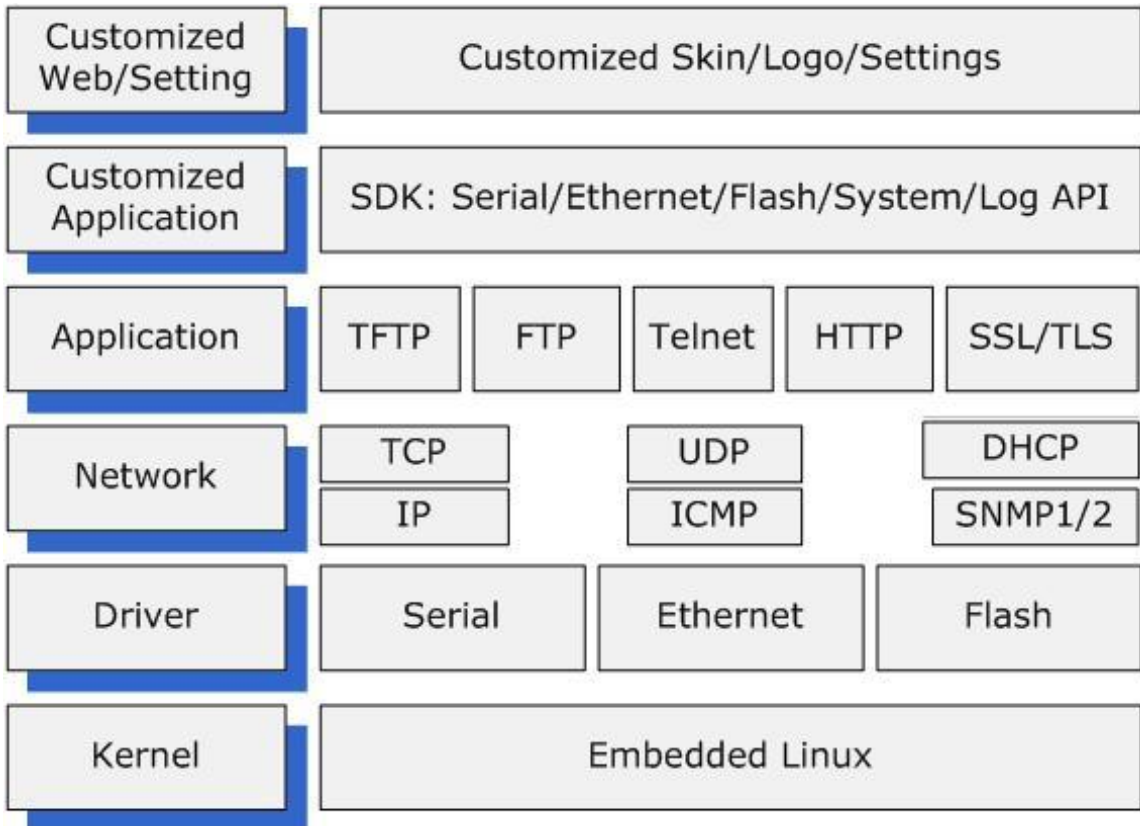 Customized
Web/Setting
Customized Skin/Logo/Settings
Customized
Application
SDK: Serial/Ethernet/Flash/System/Log API
Application
TFTP
FTP
Telnet
HTTP
SSL/TLS
Network
TCP
UDP
DHCP
IP
ICMP
SNMP1/2
Driver
Serial
Ethernet
Flash
Kernel
Embedded Linux